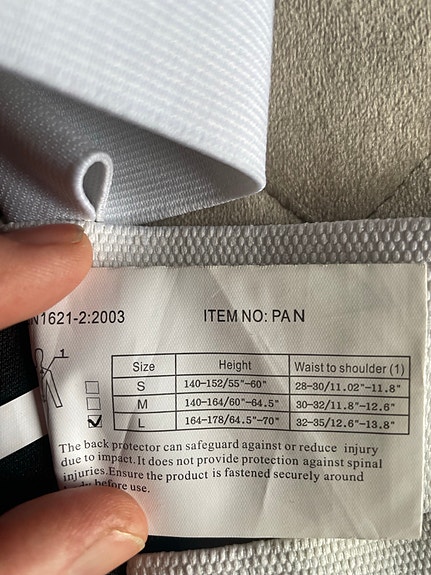 N1621-2:2003 ITEM NO: PAN
Size Height Waist to shoulder (1)
S 140-152/55"-60" 28-30/11.02"-11.8"
M 140-164/60"-64.5" 30-32/11.8"-12.6"
L 164-178/64.5"-70" 32-35/12.6"-13.8"
1
The back protector can safeguard against or reduce injury
due to impact.It does not provide protection against spinal
injuries.Ensure the product is fastened securely around
before use.